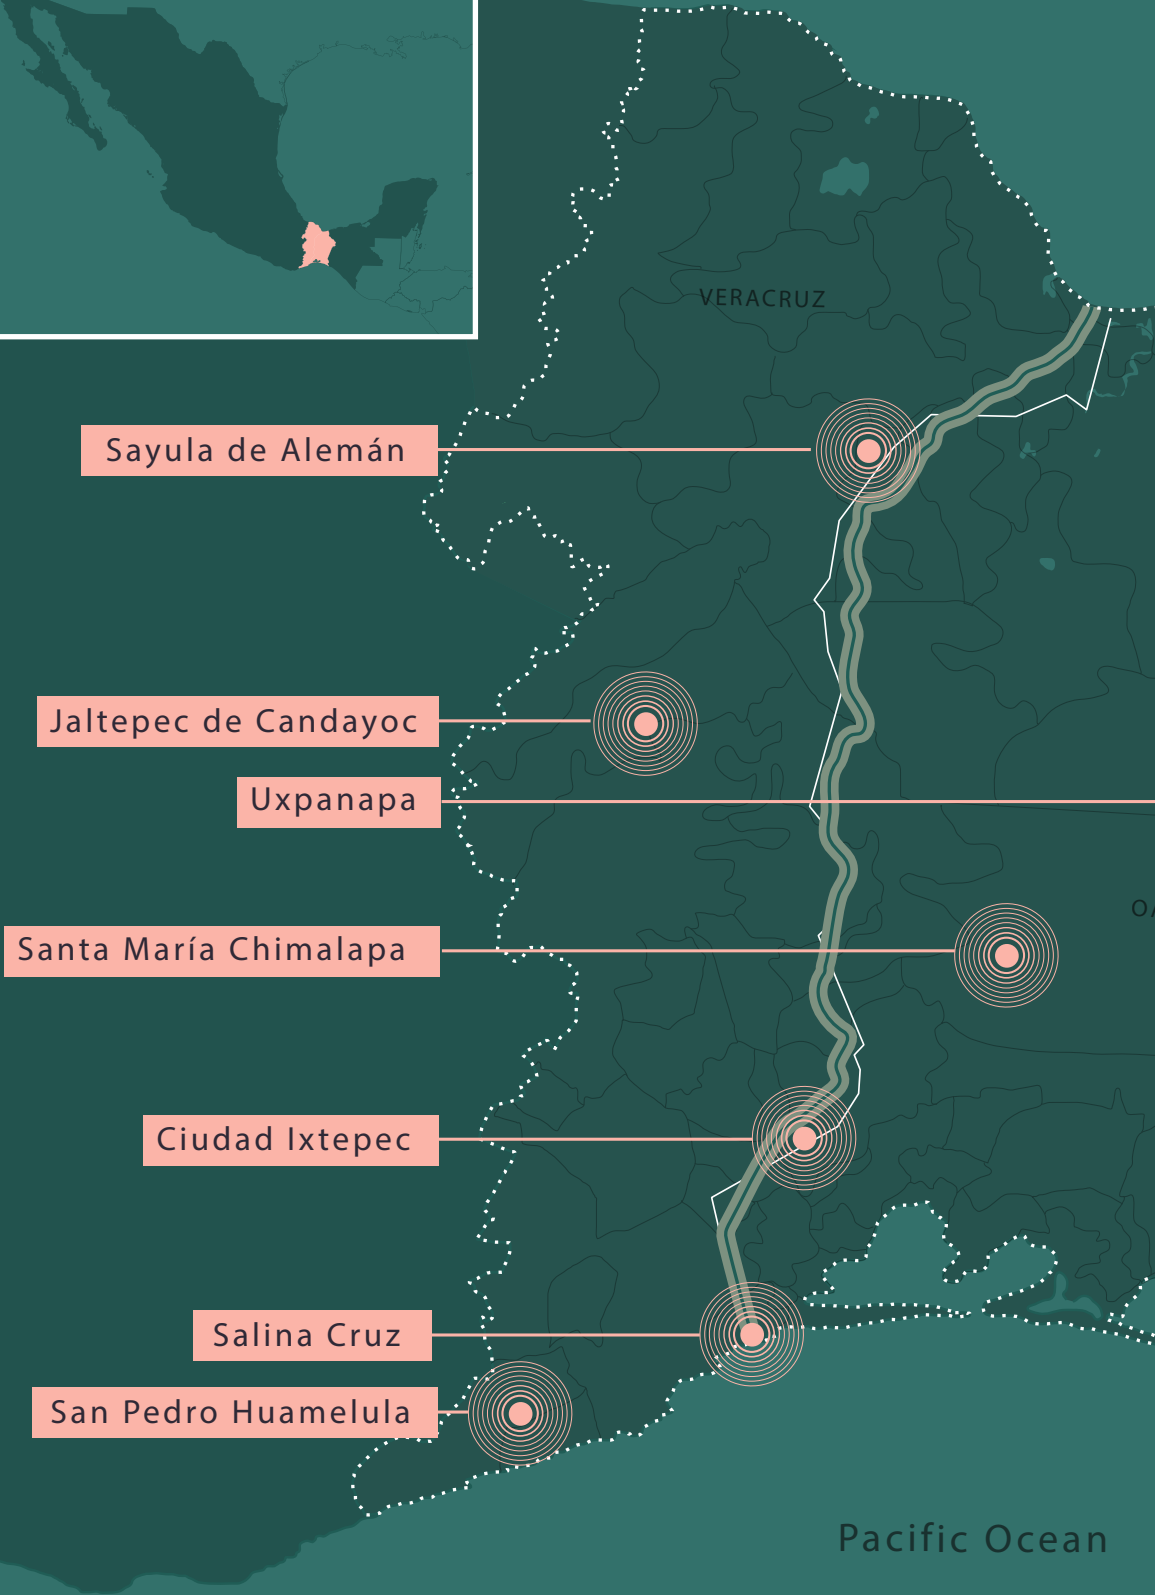 VERACRUZ
Sayula de Alemán
Jaltepec de Candayoc
Uxpanapa
OA
Santa María Chimalapa
Ciudad Ixtepec
Salina Cruz
San Pedro Huamelula
Pacific Ocean